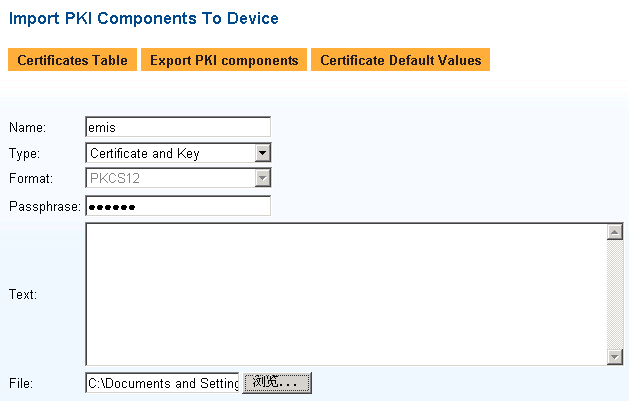 Import PKI Components To Device
Certificates Table Export PKI components Certificate Default Values
Name: emis
Type: Certificate and Key
Format: PKCS12
Passphrase: ●●●●●●
Text:
File: C:\Documents and Setting 浏览...